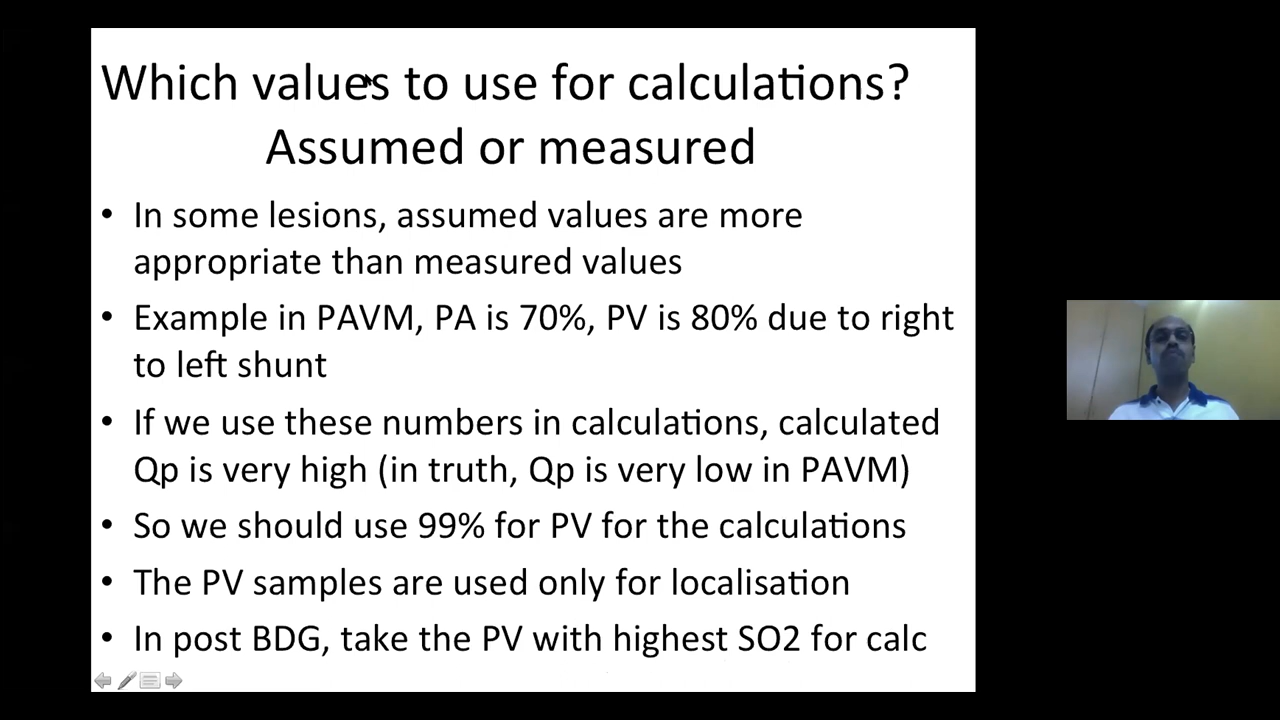 Which values to use for calculations?
Assumed or measured
• In some lesions, assumed values are more
appropriate than measured values
• Example in PAVM, PA is 70%, PV is 80% due to right
to left shunt
• If we use these numbers in calculations, calculated
Qp is very high (in truth, Qp is very low in PAVM)
• So we should use 99% for PV for the calculations
• The PV samples are used only for localisation
• In post BDG, take the PV with highest SO2 for calc